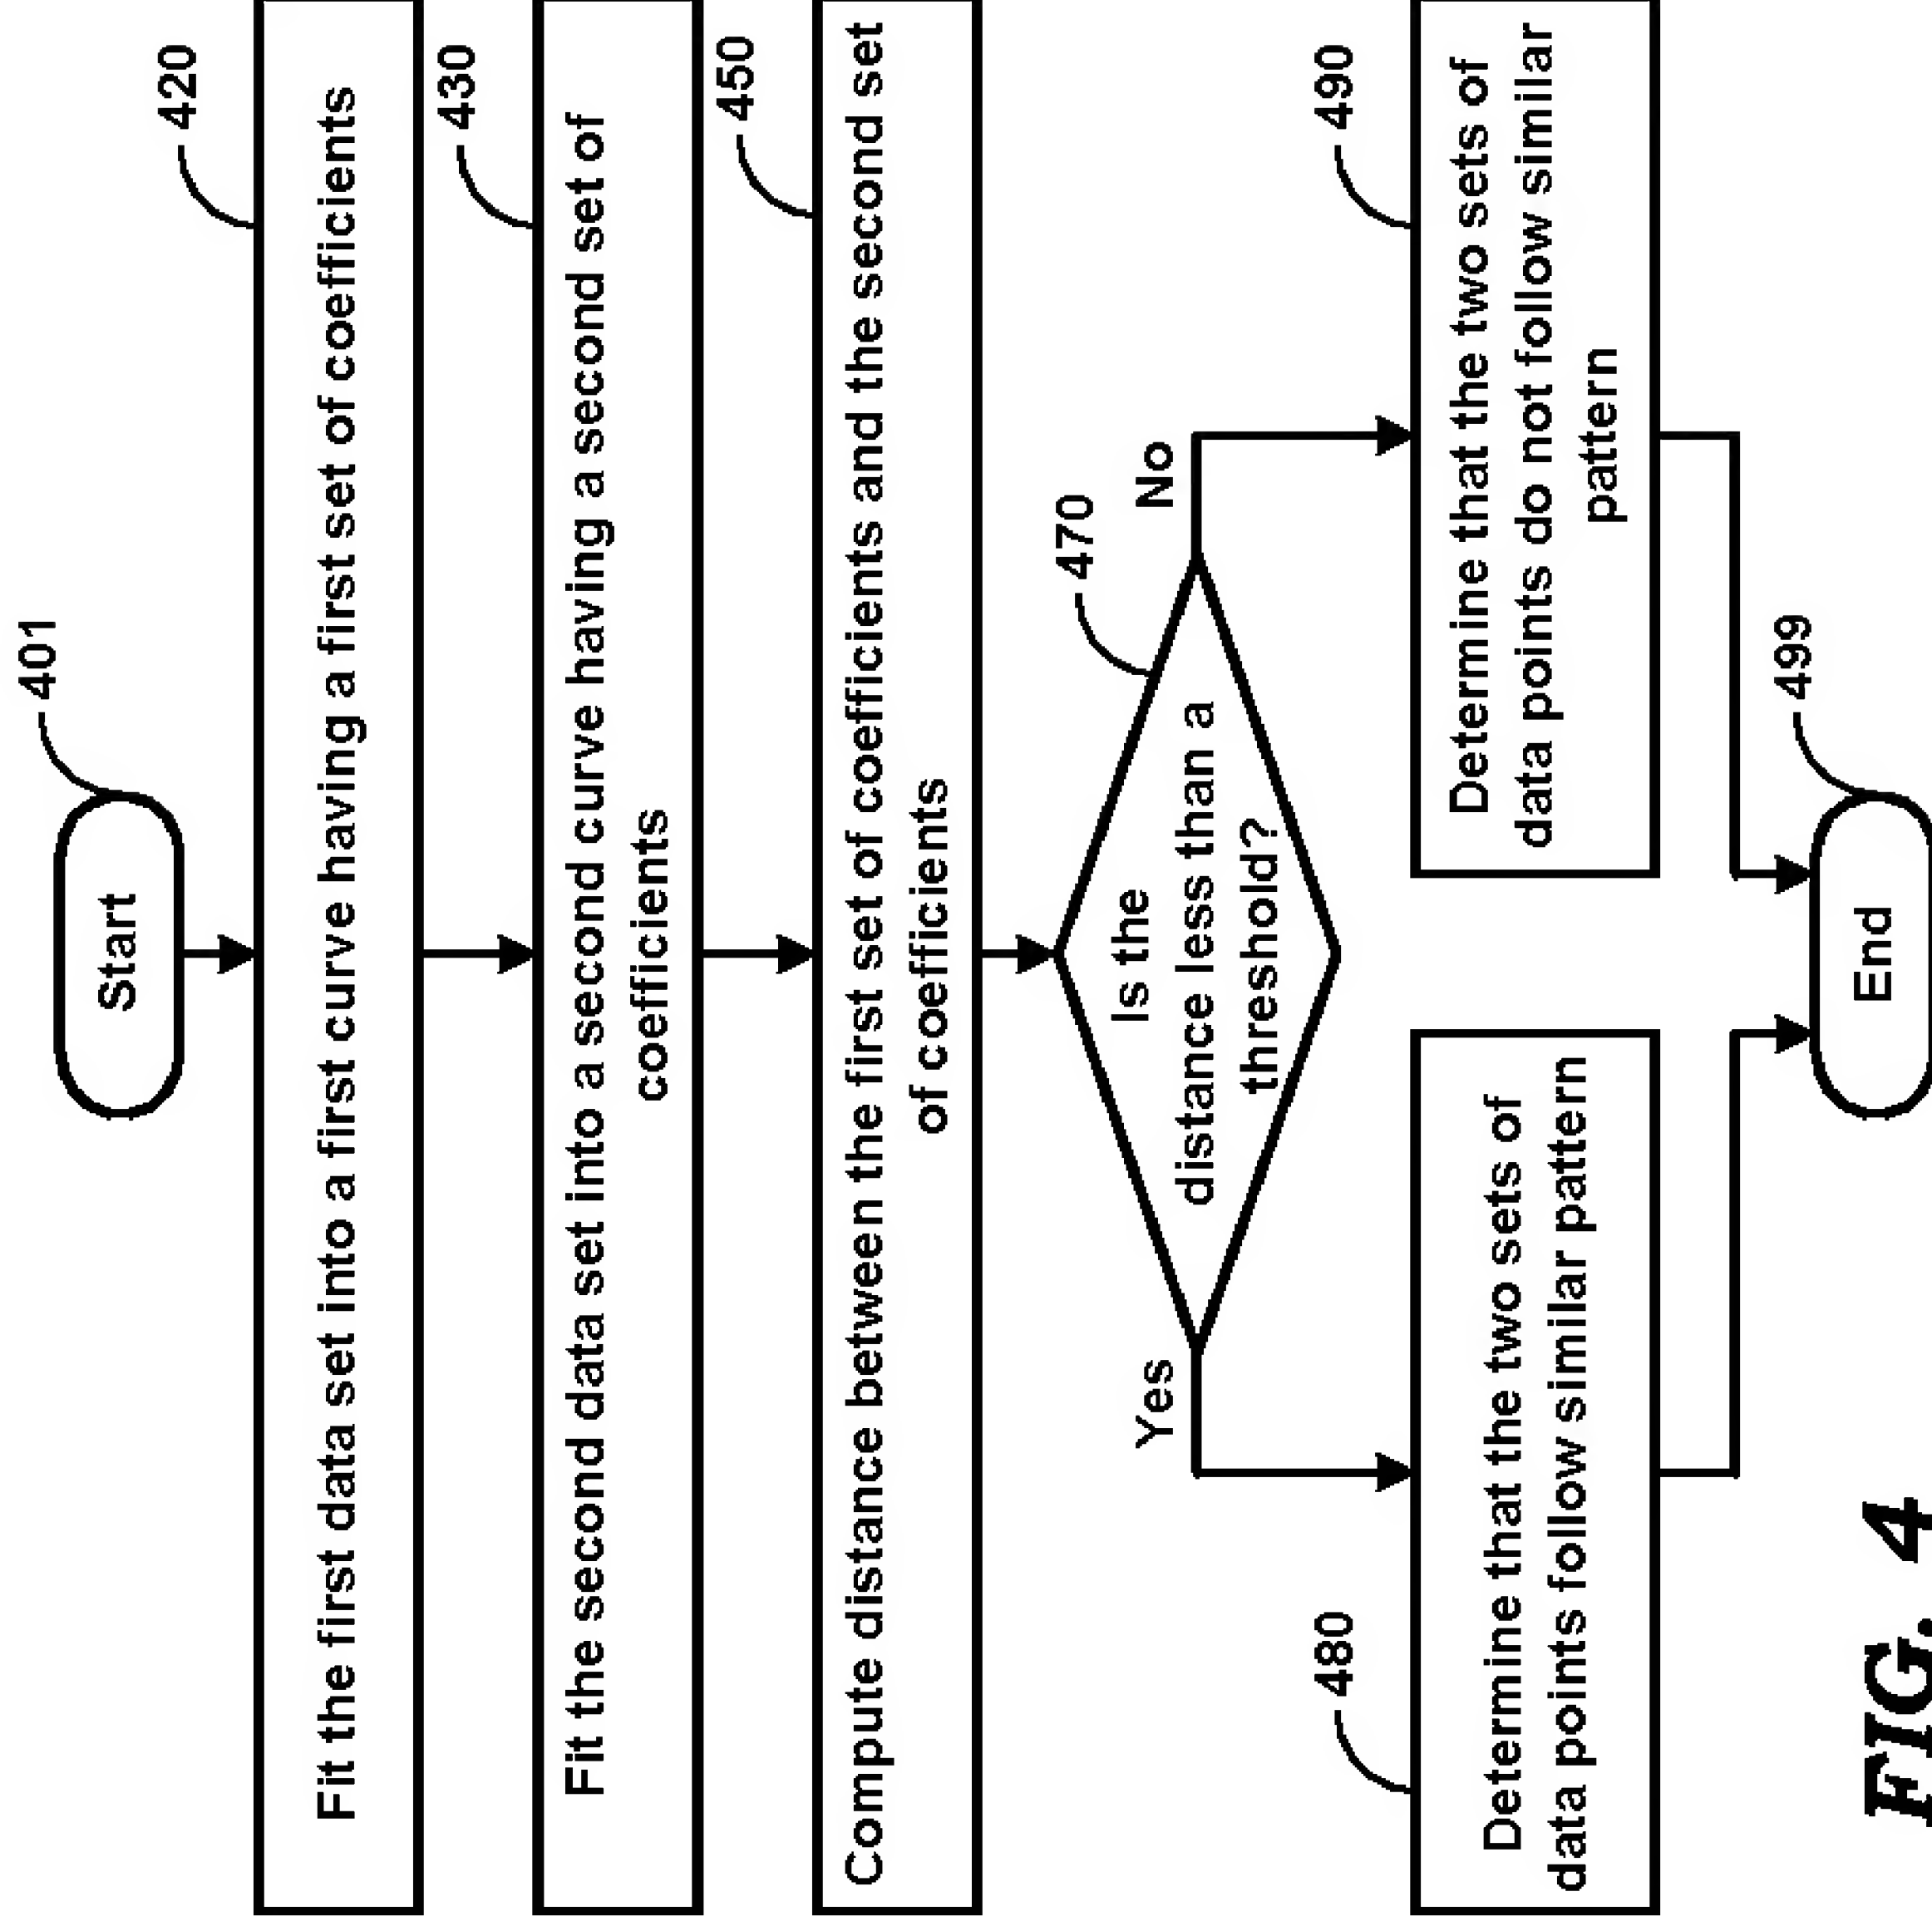 401
Start
420
Fit the first data set into a first curve having a first set of coefficients
430
Fit the second data set into a second curve having a second set of
coefficients
450
Compute distance between the first set of coefficients and the second set
of coefficients
470
Is the
distance less than a
threshold?
Yes
No
480
Determine that the two sets of
data points follow similar pattern
490
Determine that the two sets of
data points do not follow similar
pattern
499
End
FIG. 4